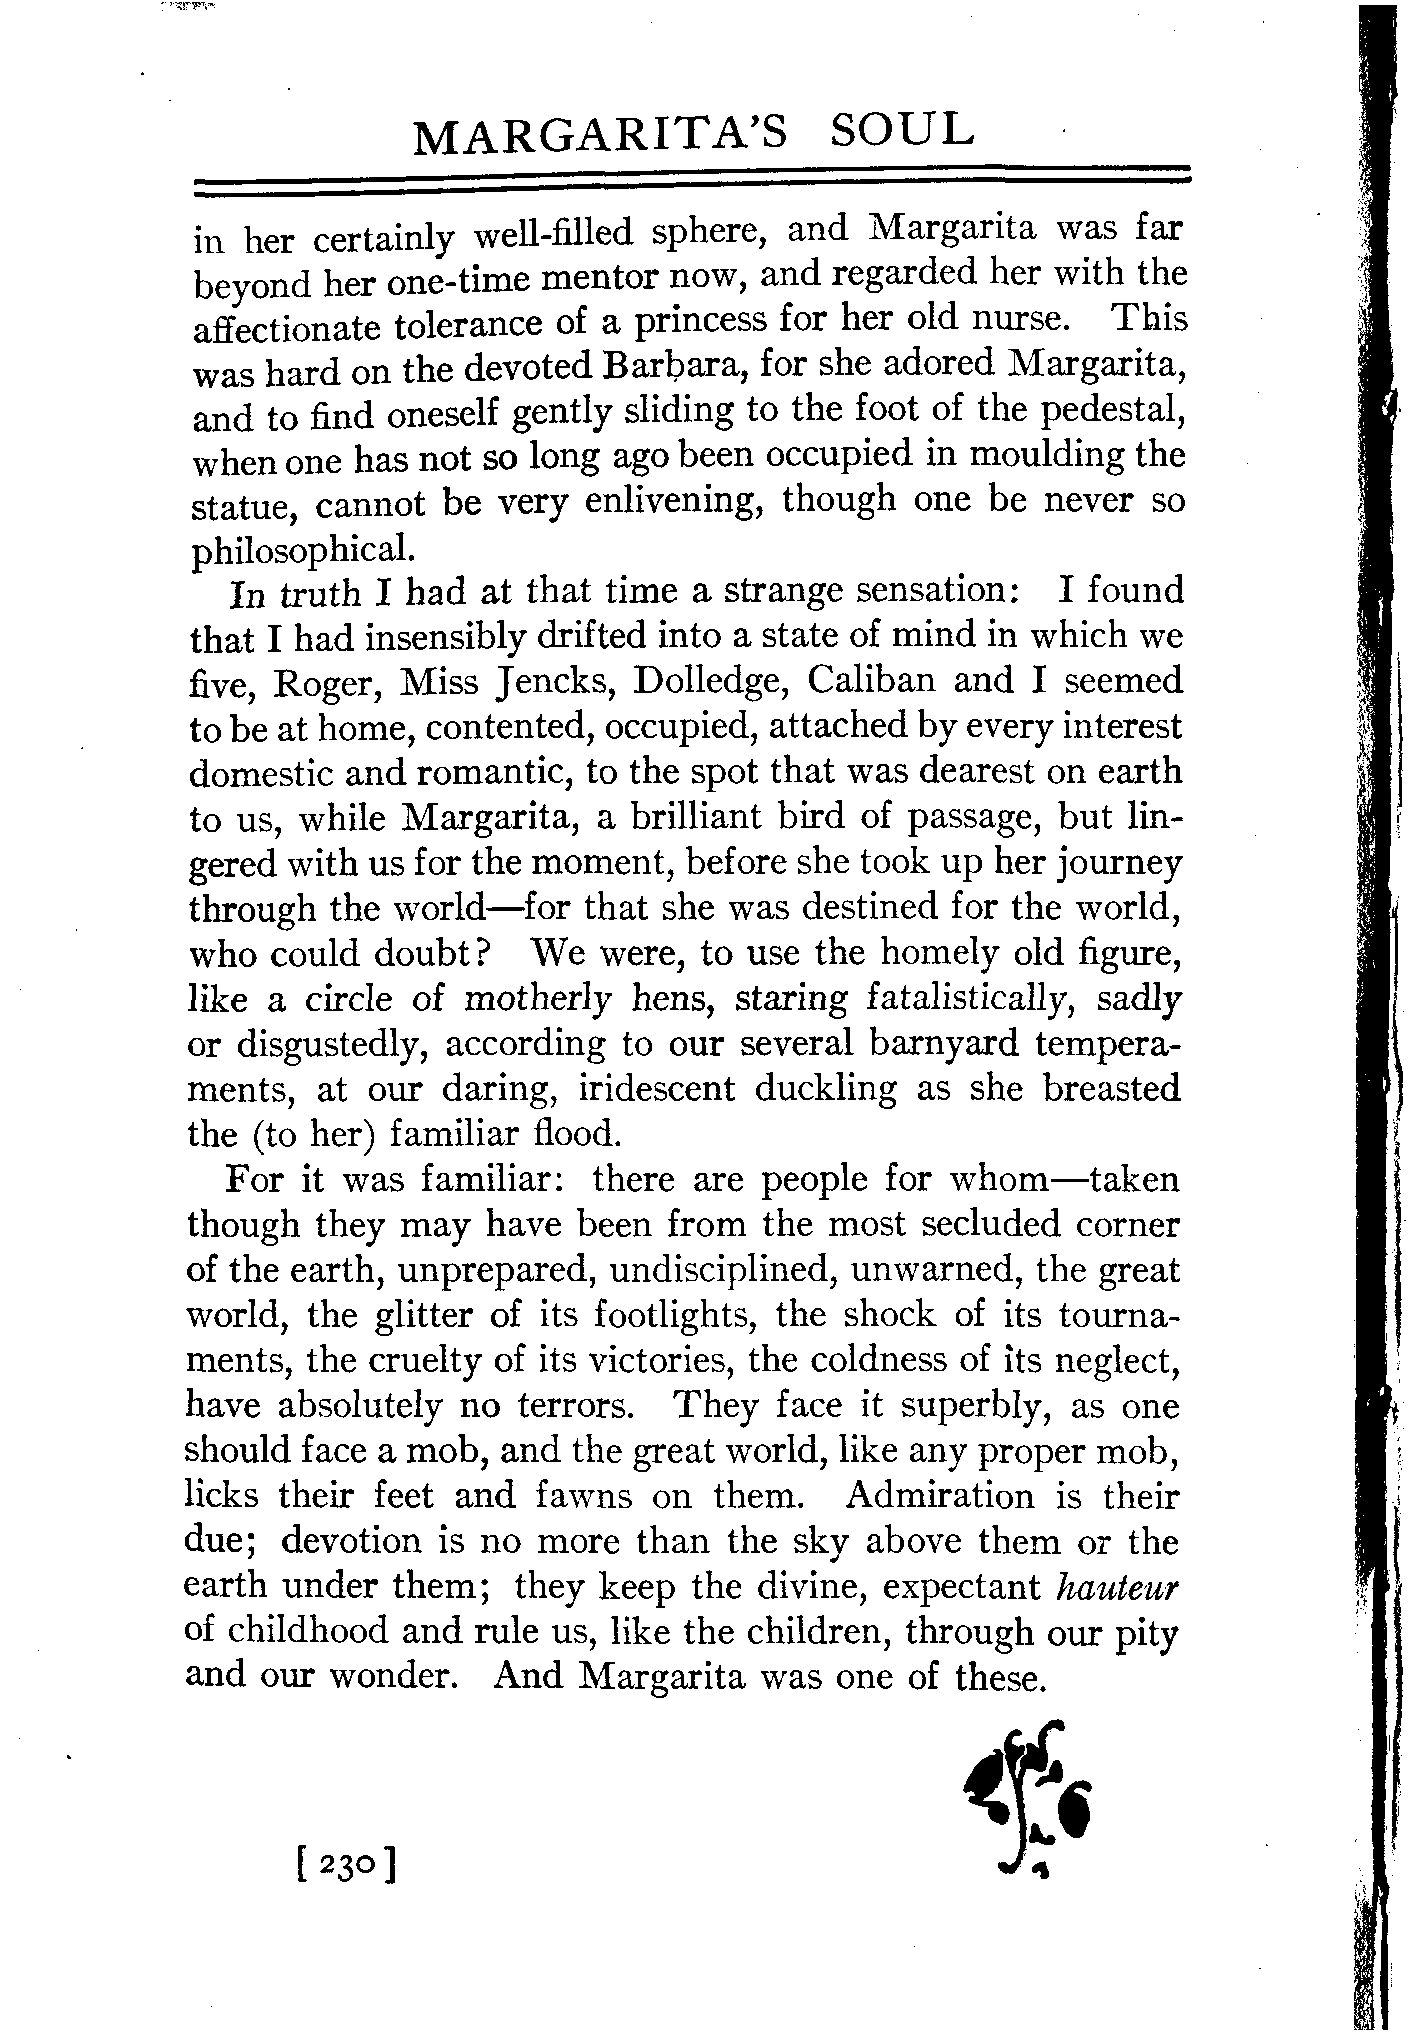 MARGARITA'S SOUL
in her certainly well-filled sphere, and Margarita was far
beyond her one-time mentor now, and regarded her with the
affectionate tolerance of a princess for her old nurse. This
was hard on the devoted Barbara, for she adored Margarita,
and to find oneself gently sliding to the foot of the pedestal,
when one has not so long ago been occupied in moulding the
statue, cannot be very enlivening, though one be never so
philosophical.
In truth I had at that time a strange sensation: I found
that I had insensibly drifted into a state of mind in which we
five, Roger, Miss Jencks, Dolledge, Caliban and I seemed
to be at home, contented, occupied, attached by every interest
domestic and romantic, to the spot that was dearest on earth
to us, while Margarita, a brilliant bird of passage, but lin-
gered with us for the moment, before she took up her journey
through the world—for that she was destined for the world,
who could doubt? We were, to use the homely old figure,
like a circle of motherly hens, staring fatalistically, sadly
or disgustedly, according to our several barnyard tempera-
ments, at our daring, iridescent duckling as she breasted
the (to her) familiar flood.
For it was familiar: there are people for whom—taken
though they may have been from the most secluded corner
of the earth, unprepared, undisciplined, unwarned, the great
world, the glitter of its footlights, the shock of its tourna-
ments, the cruelty of its victories, the coldness of its neglect,
have absolutely no terrors. They face it superbly, as one
should face a mob, and the great world, like any proper mob,
licks their feet and fawns on them. Admiration is their
due; devotion is no more than the sky above them or the
earth under them; they keep the divine, expectant hauteur
of childhood and rule us, like the children, through our pity
and our wonder. And Margarita was one of these.
[ 230 ]